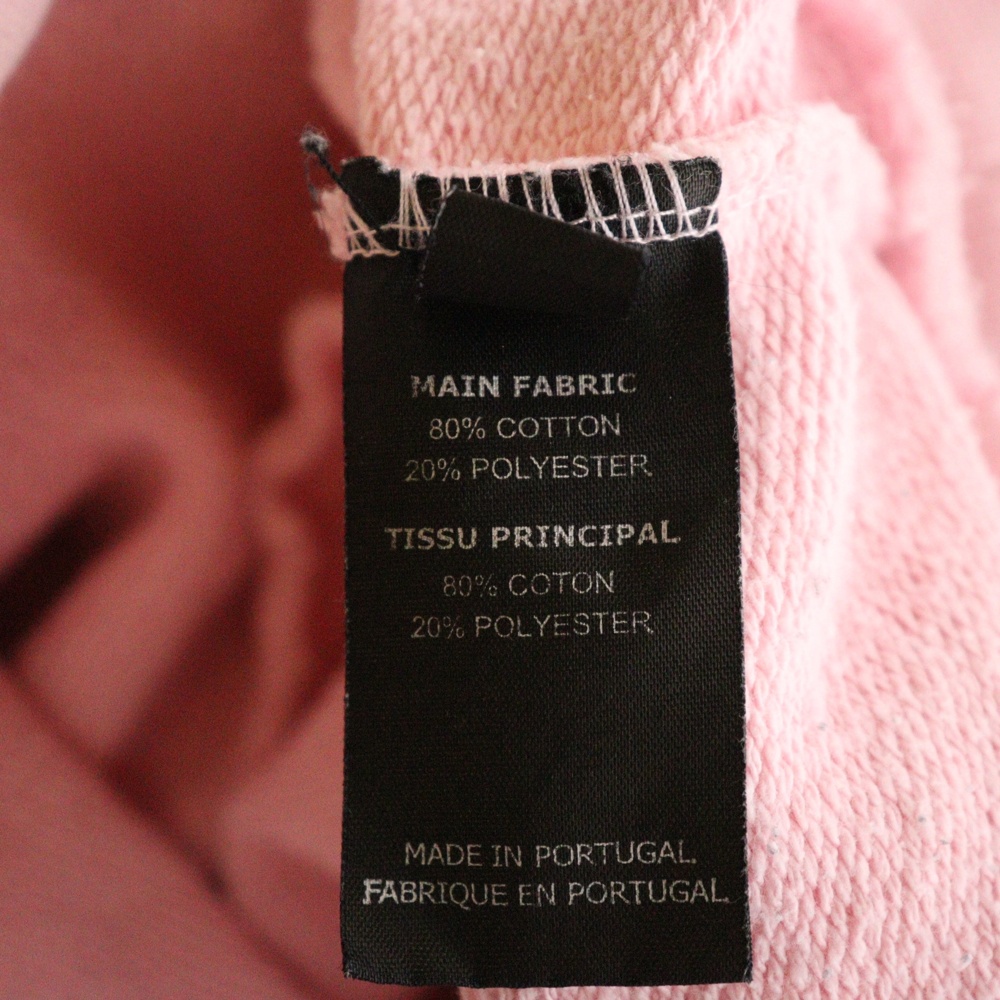 MAIN FABRIC
80% COTTON
20% POLYESTER
TISSU PRINCIPAL
80% COTON
20% POLYESTER
MADE IN PORTUGAL
FABRIQUE EN PORTUGAL